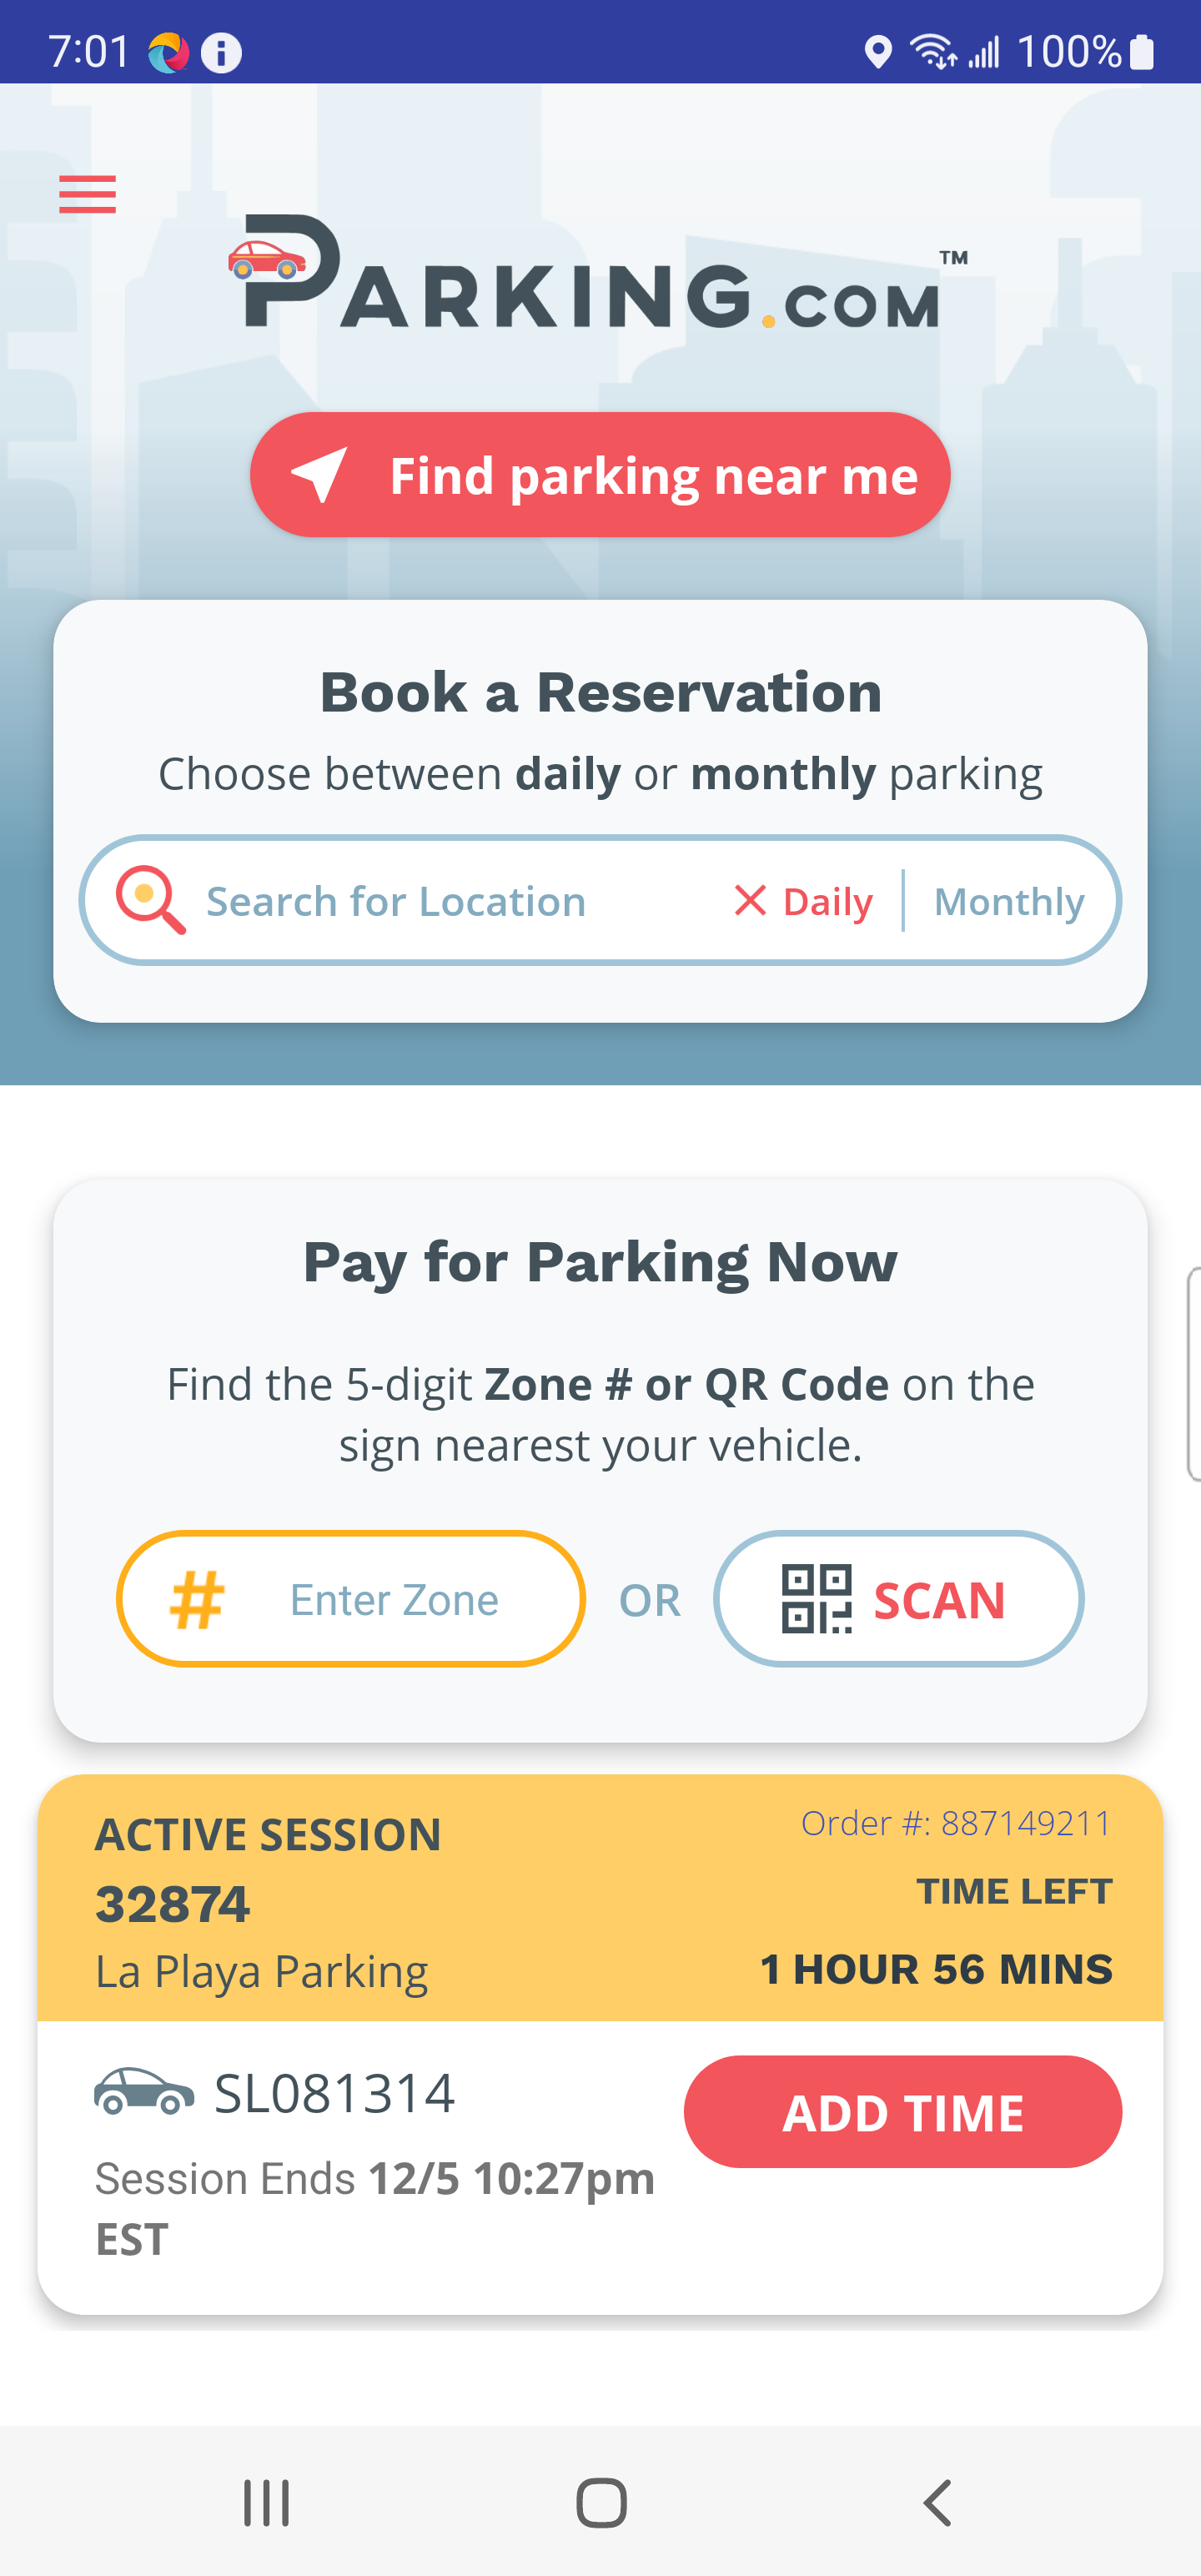 7:01
100%
PARKING.COM™
Find parking near me
Book a Reservation
Choose between daily or monthly parking
Search for Location
Daily
Monthly
Pay for Parking Now
Find the 5-digit Zone # or QR Code on the
sign nearest your vehicle.
# Enter Zone
OR
SCAN
ACTIVE SESSION
Order #: 887149211
32874
TIME LEFT
La Playa Parking
1 HOUR 56 MINS
SL081314
ADD TIME
Session Ends 12/5 10:27pm
EST